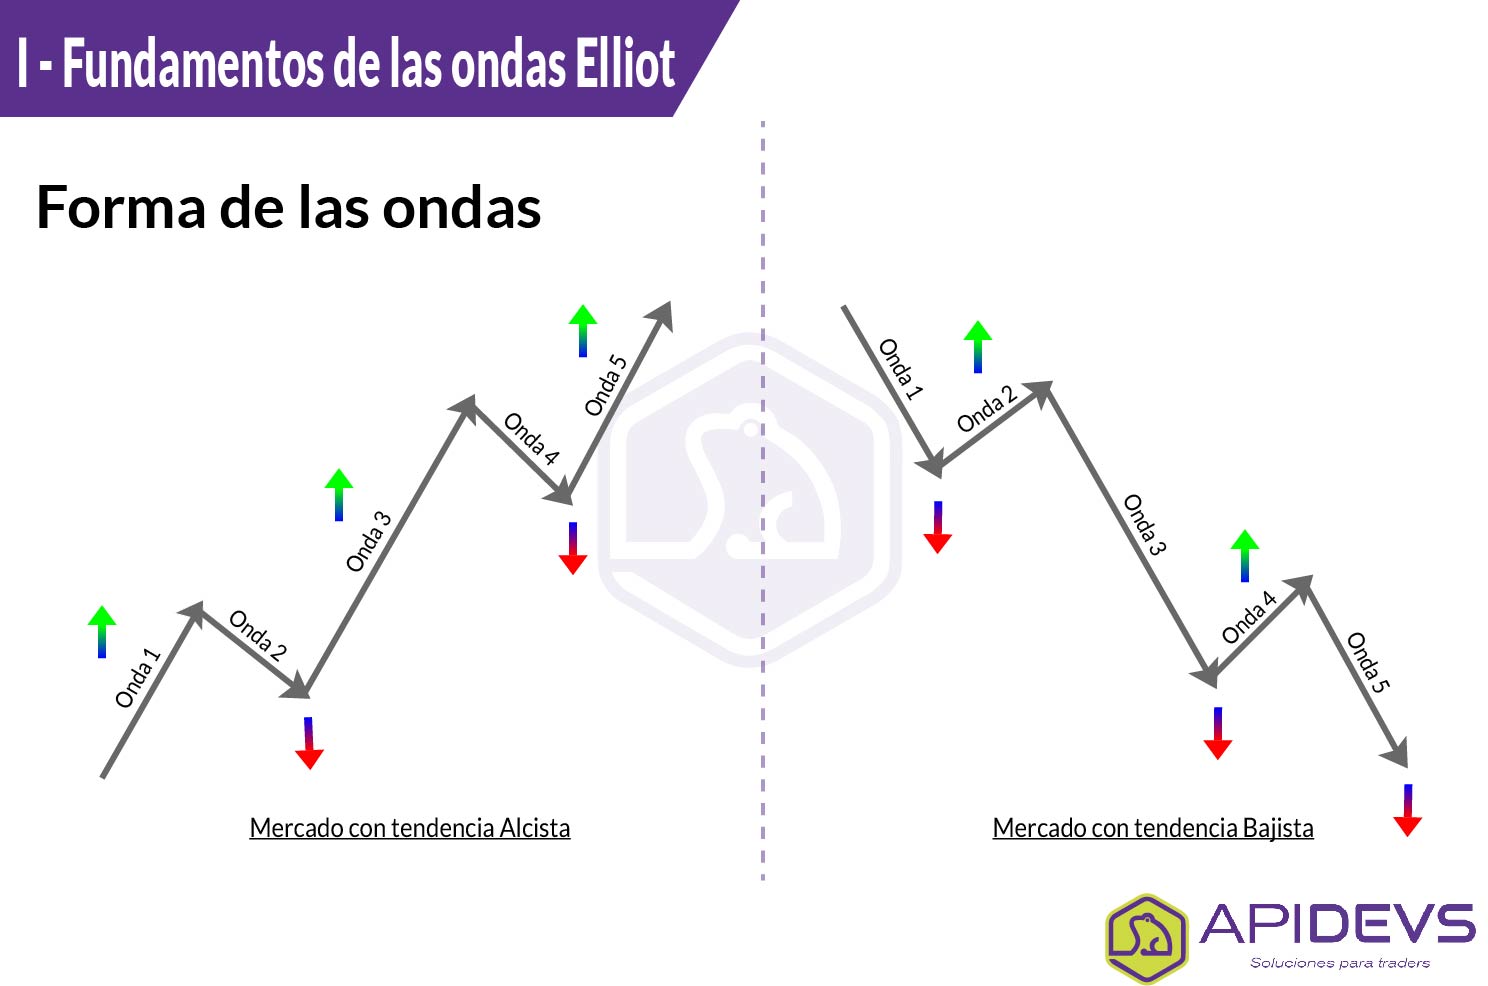 I - Fundamentos de las ondas Elliot
Forma de las ondas
Onda 1
Onda 2
Onda 3
Onda 4
Onda 5
Mercado con tendencia Alcista
Onda 1
Onda 2
Onda 3
Onda 4
Onda 5
Mercado con tendencia Bajista
APIDEVS
Soluciones para traders